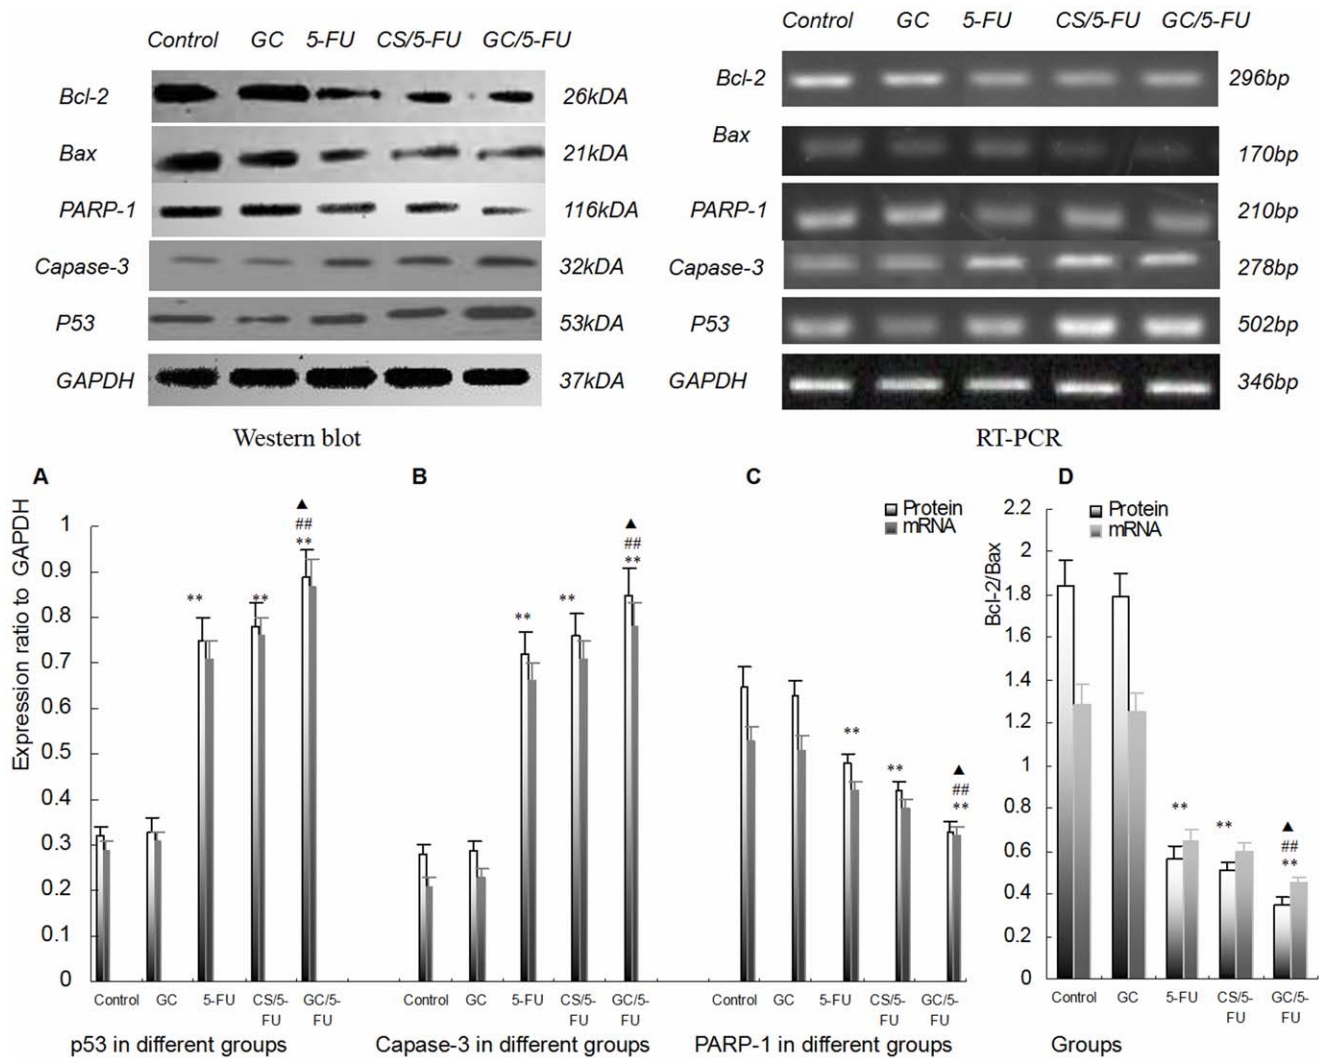 Control GC 5-FU CS/5-FU GC/5-FU
Bcl-2 26kDA
Bax 21kDA
PARP-1 116kDA
Capase-3 32kDA
P53 53kDA
GAPDH 37kDA
Western blot
GC 5-FU CS/5-FU GC/5-FU
Control
Bcl-2 296bp
Bax 170bp
PARP-1 210bp
Capase-3 278bp
P53 502bp
GAPDH 346bp
RT-PCR
A
Expression ratio to GAPDH
1
0.9
0.8
0.7
0.6
0.5
0.4
0.3
0.2
0.1
0
** ** ▲
##
**
Control GC 5-FU CS/5-FU GC/5-FU
p53 in different groups
B
** ** ▲
##
**
Control GC 5-FU CS/5-FU GC/5-FU
Capase-3 in different groups
C
Protein
mRNA
** ** ▲
##
**
Control GC 5-FU CS/5-FU GC/5-FU
PARP-1 in different groups
D
Bcl-2/Bax
2.2
2
1.8
1.6
1.4
1.2
1
0.8
0.6
0.4
0.2
0
Protein
mRNA
** ** ▲
##
**
Control GC 5-FU CS/5-FU GC/5-FU
Groups